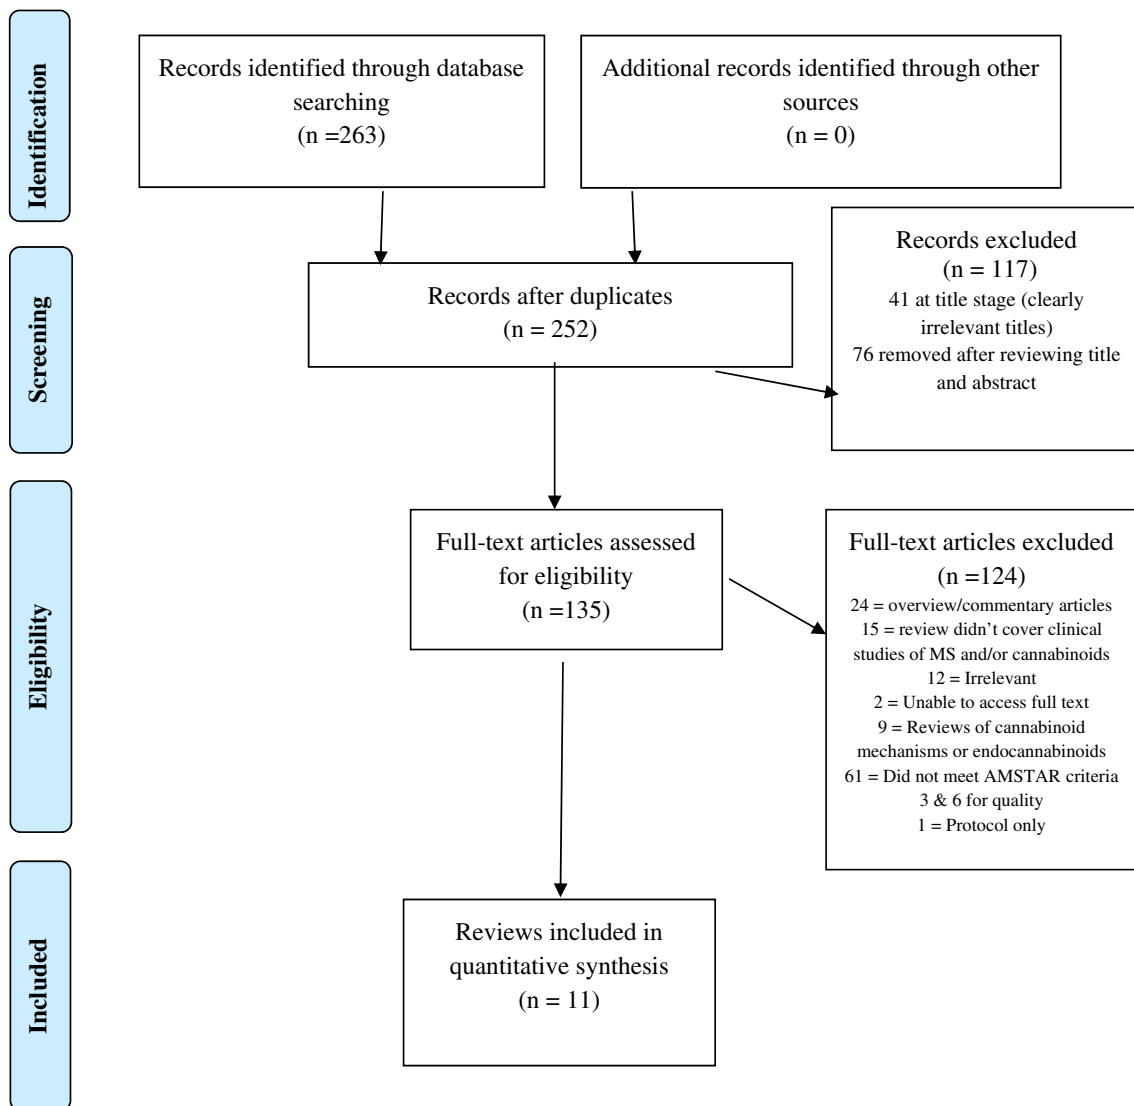 Identification
Records identified through database
searching
(n =263)
Additional records identified through other
sources
(n = 0)
Records excluded
(n = 117)
41 at title stage (clearly
irrelevant titles)
76 removed after reviewing title
and abstract
Screening
Records after duplicates
(n = 252)
Eligibility
Full-text articles assessed
for eligibility
(n =135)
Full-text articles excluded
(n =124)
24 = overview/commentary articles
15 = review didn’t cover clinical
studies of MS and/or cannabinoids
12 = Irrelevant
2 = Unable to access full text
9 = Reviews of cannabinoid
mechanisms or endocannabinoids
61 = Did not meet AMSTAR criteria
3 & 6 for quality
1 = Protocol only
Included
Reviews included in
quantitative synthesis
(n = 11)